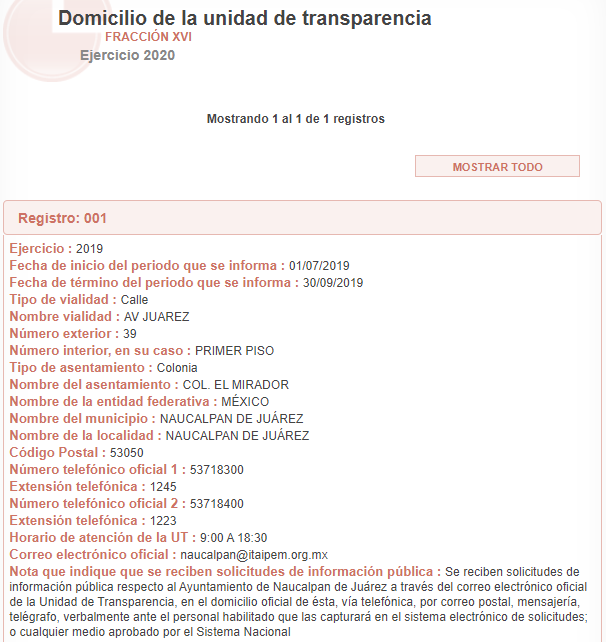 Domicilio de la unidad de transparencia
FRACCIÓN XVI
Ejercicio 2020
Mostrando 1 al 1 de 1 registros
MOSTRAR TODO
Registro: 001
Ejercicio : 2019
Fecha de inicio del periodo que se informa : 01/07/2019
Fecha de término del periodo que se informa : 30/09/2019
Tipo de vialidad : Calle
Nombre vialidad : AV JUAREZ
Número exterior : 39
Número interior, en su caso : PRIMER PISO
Tipo de asentamiento : Colonia
Nombre del asentamiento : COL. EL MIRADOR
Nombre de la entidad federativa : MÉXICO
Nombre del municipio : NAUCALPAN DE JUÁREZ
Nombre de la localidad : NAUCALPAN DE JUÁREZ
Código Postal : 53050
Número telefónico oficial 1 : 53718300
Extensión telefónica : 1245
Número telefónico oficial 2 : 53718400
Extensión telefónica : 1223
Horario de atención de la UT : 9:00 A 18:30
Correo electrónico oficial : naucalpan@itaipem.org.mx
Nota que indique que se reciben solicitudes de información pública : Se reciben solicitudes de
información pública respecto al Ayuntamiento de Naucalpan de Juárez a través del correo electrónico oficial
de la Unidad de Transparencia, en el domicilio oficial de ésta, vía telefónica, por correo postal, mensajería,
telégrafo, verbalmente ante el personal habilitado que las capturará en el sistema electrónico de solicitudes;
o cualquier medio aprobado por el Sistema Nacional